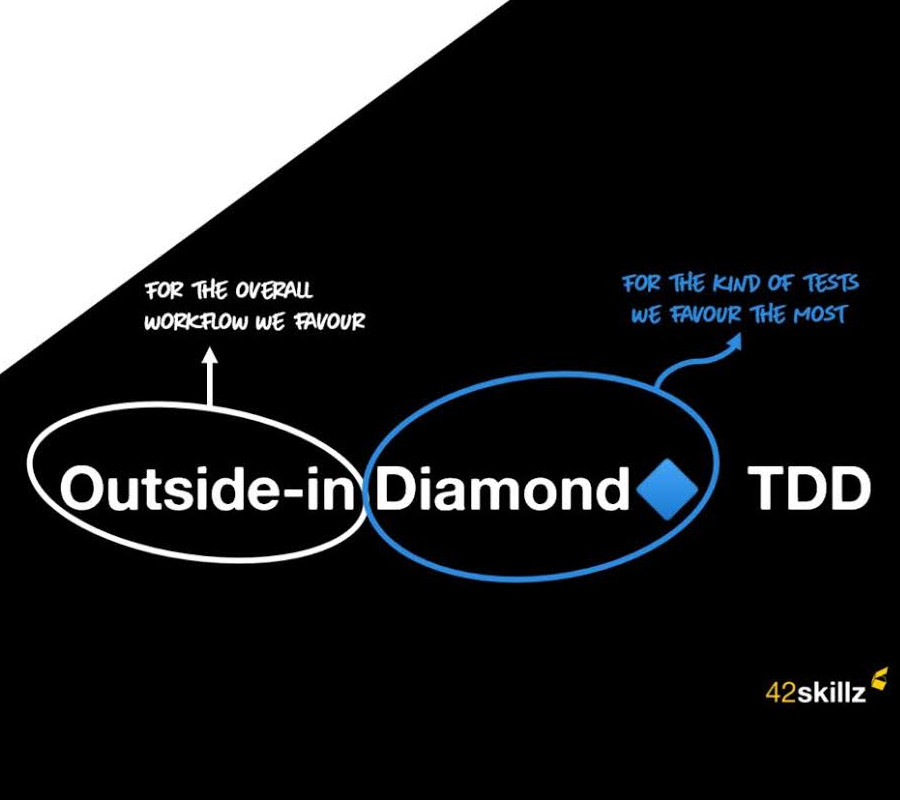 FOR THE OVERALL
WORKFLOW WE FAVOUR
FOR THE KIND OF TESTS
WE FAVOUR THE MOST
Outside-in Diamond TDD
42skillz